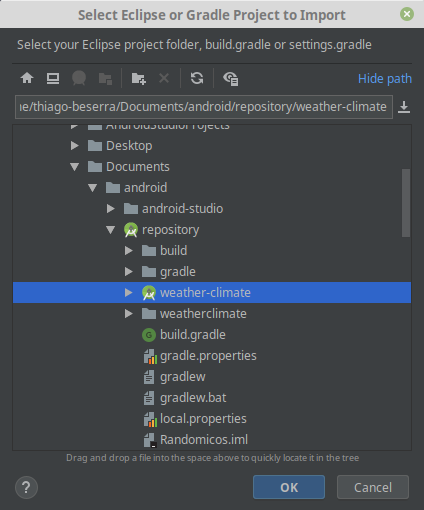 Select Eclipse or Gradle Project to Import
Select your Eclipse project folder, build.gradle or settings.gradle
Hide path
/thiago-beserra/Documents/android/repository/weather-climate
AndroidStudioProjects
Desktop
Documents
android
android-studio
repository
build
gradle
weather-climate
weatherclimate
G build.gradle
gradle.properties
gradlew
gradlew.bat
local.properties
Randomicos.iml
Drag and drop a file into the space above to quickly locate it in the tree
? OK Cancel